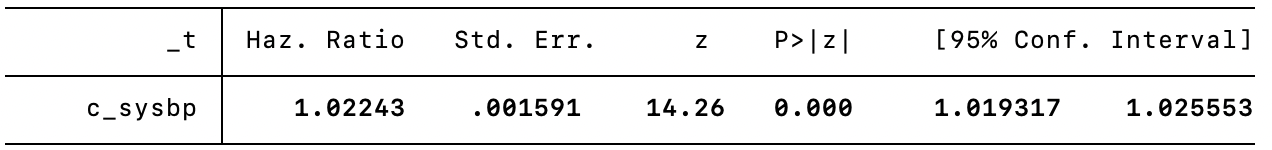 _t Haz. Ratio Std. Err. z P>|z| [95% Conf. Interval]
c_sysbp 1.02243 .001591 14.26 0.000 1.019317 1.025553